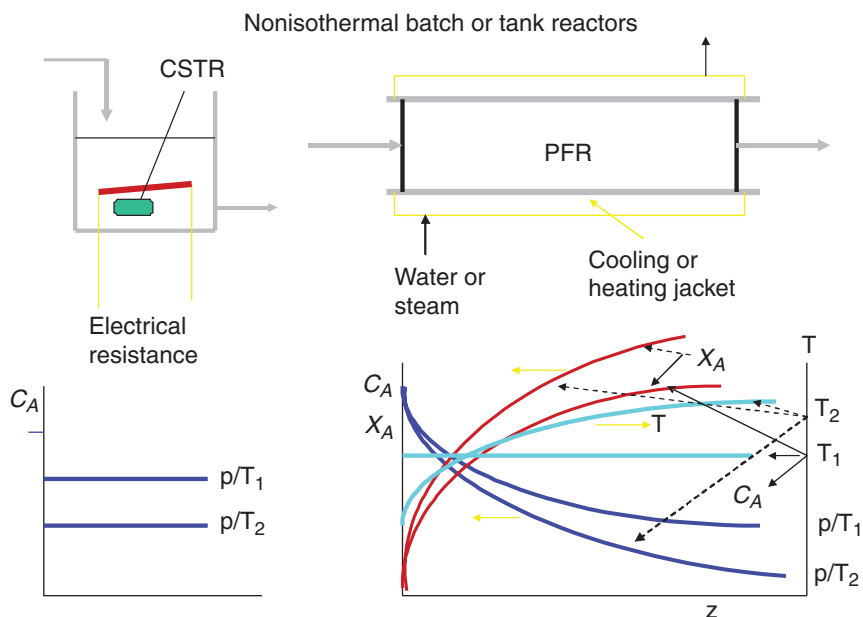 Nonisothermal batch or tank reactors
CSTR
PFR
Water or
steam
Cooling or
heating jacket
Electrical
resistance
C_A
p/T_1
p/T_2
C_A
X_A
X_A
T
T
T_2
T_1
C_A
p/T_1
p/T_2
z